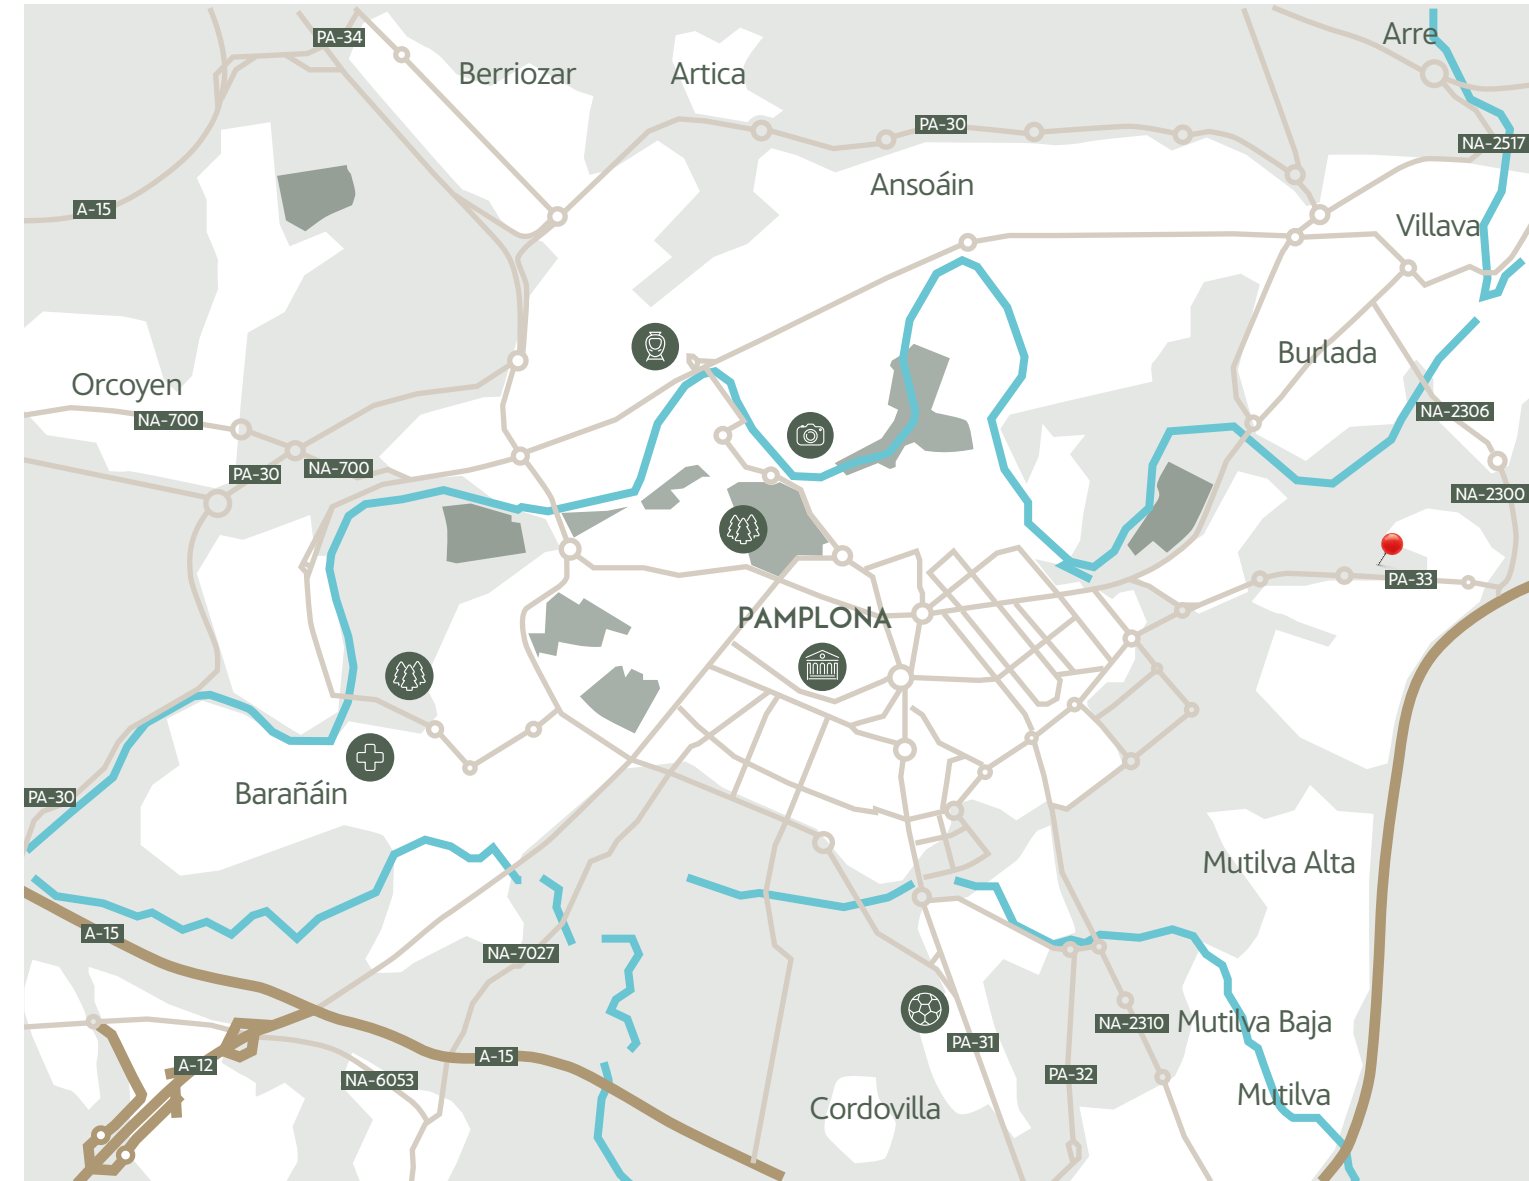 Arre
PA-34
Berriozar
Artica
PA-30
NA-2517
Ansoáin
A-15
Villava
Burlada
Orcoyen
NA-700
NA-2306
PA-30
NA-700
NA-2300
PA-33
PAMPLONA
Barañáin
PA-30
Mutilva Alta
A-15
NA-7027
NA-2310
Mutilva Baja
PA-31
A-15
A-12
NA-6053
PA-32
Mutilva
Cordovilla